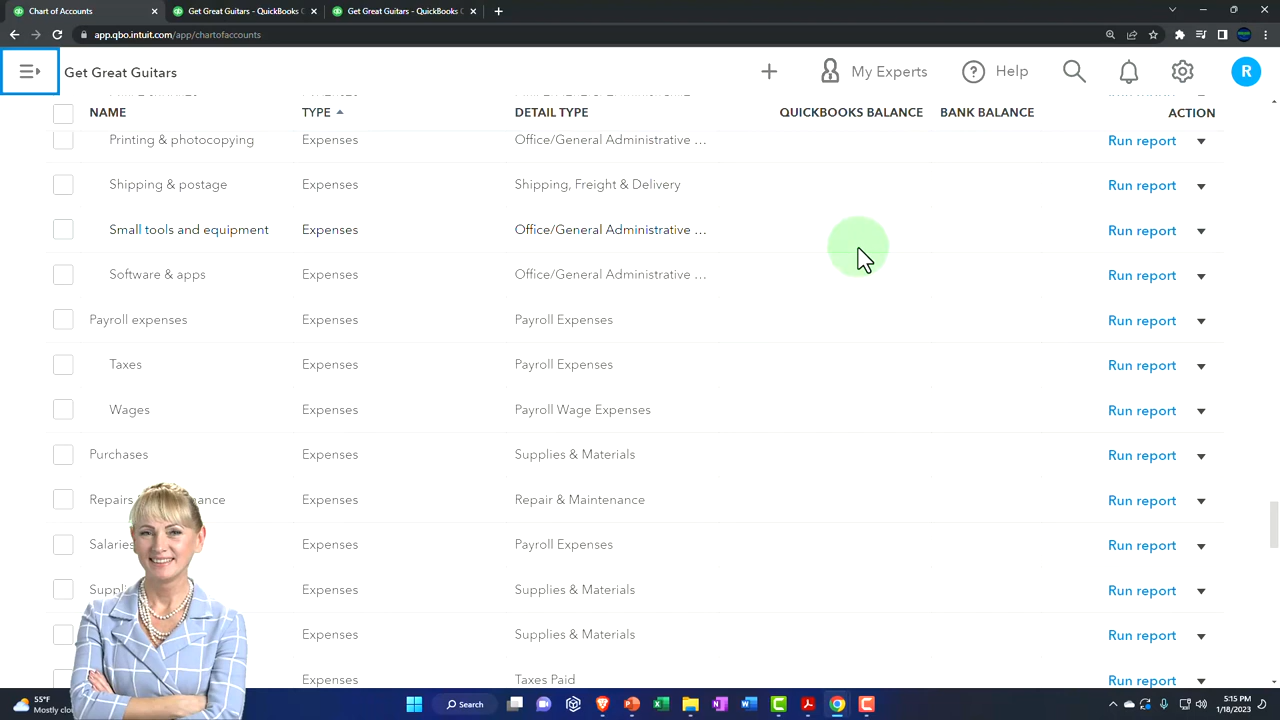 Chart of Accounts
Get Great Guitars - QuickBooks
Get Great Guitars - QuickBooks
app.qbo.intuit.com/app/chartofaccounts
Get Great Guitars
My Experts
Help
R
NAME TYPE DETAIL TYPE QUICKBOOKS BALANCE BANK BALANCE ACTION
Printing & photocopying Expenses Office/General Administrative ... Run report
Shipping & postage Expenses Shipping, Freight & Delivery Run report
Small tools and equipment Expenses Office/General Administrative ... Run report
Software & apps Expenses Office/General Administrative ... Run report
Payroll expenses Expenses Payroll Expenses Run report
Taxes Expenses Payroll Expenses Run report
Wages Expenses Payroll Wage Expenses Run report
Purchases Expenses Supplies & Materials Run report
Repairs Expenses Repair & Maintenance Run report
Salaries Expenses Payroll Expenses Run report
Expenses Supplies & Materials Run report
Expenses Supplies & Materials Run report
Expenses Taxes Paid Run report
55°F
Mostly clo
Search
5:15 PM
1/18/2023